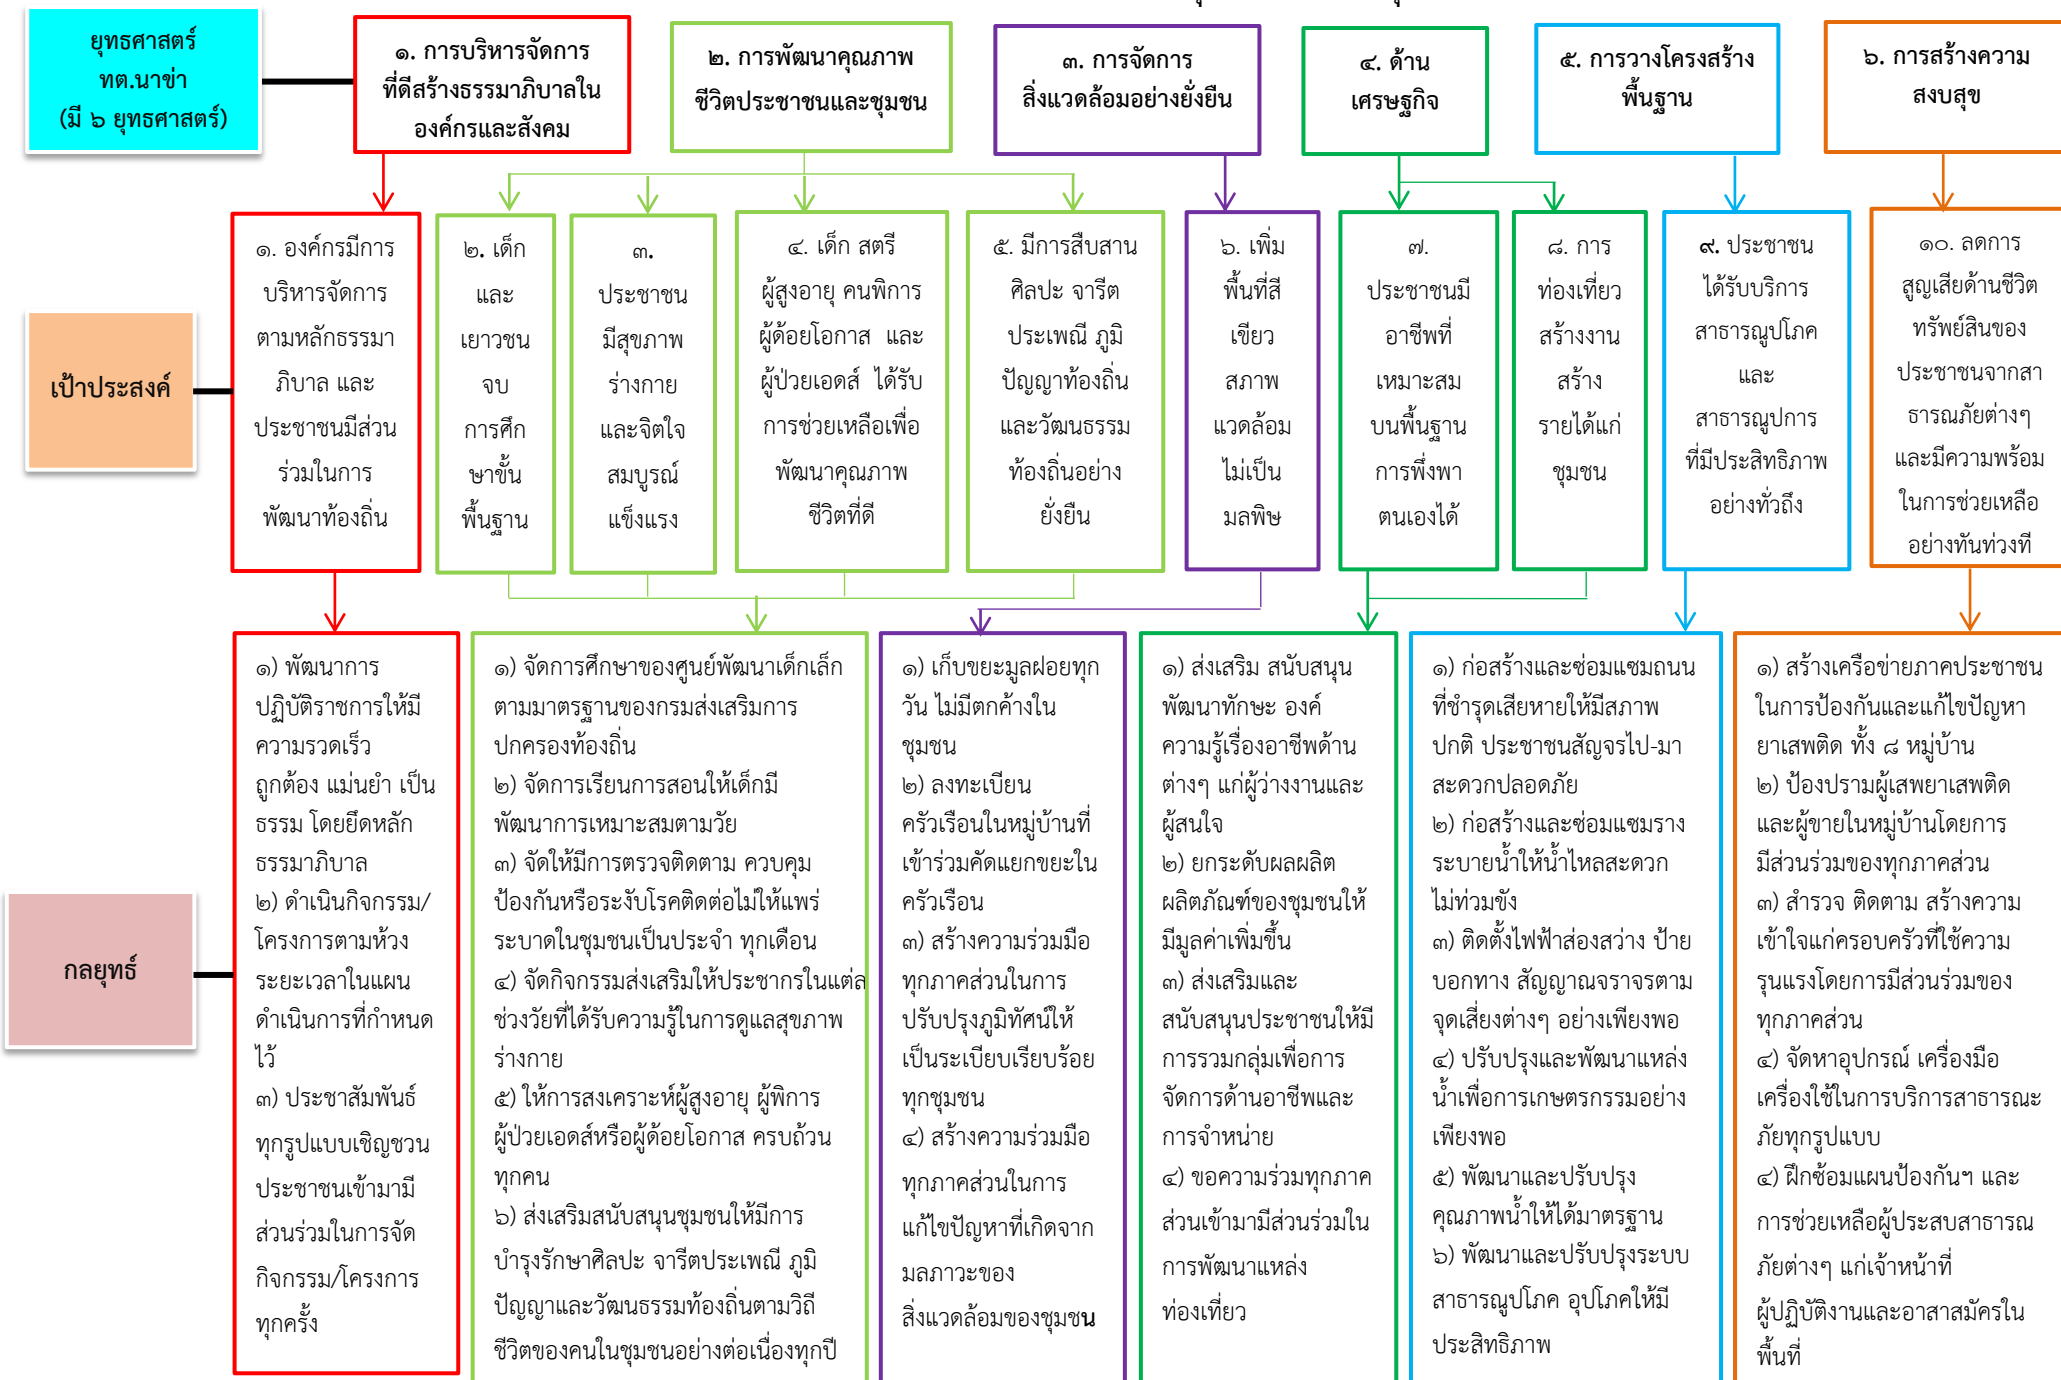 ยุทธศาสตร์
ทต.นาข่า
(มี ๖ ยุทธศาสตร์)
๑. การบริหารจัดการ
ที่ดีสร้างธรรมาภิบาลใน
องค์กรและสังคม
๒. การพัฒนาคุณภาพ
ชีวิตประชาชนและชุมชน
๓. การจัดการ
สิ่งแวดล้อมอย่างยั่งยืน
๔. ด้าน
เศรษฐกิจ
๕. การวางโครงสร้าง
พื้นฐาน
๖. การสร้างความ
สงบสุข
เป้าประสงค์
๑. องค์กรมีการ
บริหารจัดการ
ตามหลักธรรมา
ภิบาล และ
ประชาชนมีส่วน
ร่วมในการ
พัฒนาท้องถิ่น
๒. เด็ก
และ
เยาวชน
จบ
การศึก
ษาขั้น
พื้นฐาน
๓.
ประชาชน
มีสุขภาพ
ร่างกาย
และจิตใจ
สมบูรณ์
แข็งแรง
๔. เด็ก สตรี
ผู้สูงอายุ คนพิการ
ผู้ด้อยโอกาส และ
ผู้ป่วยเอดส์ ได้รับ
การช่วยเหลือเพื่อ
พัฒนาคุณภาพ
ชีวิตที่ดี
๕. มีการสืบสาน
ศิลปะ จารีต
ประเพณี ภูมิ
ปัญญาท้องถิ่น
และวัฒนธรรม
ท้องถิ่นอย่าง
ยั่งยืน
๖. เพิ่ม
พื้นที่สี
เขียว
สภาพ
แวดล้อม
ไม่เป็น
มลพิษ
๗.
ประชาชนมี
อาชีพที่
เหมาะสม
บนพื้นฐาน
การพึ่งพา
ตนเองได้
๘. การ
ท่องเที่ยว
สร้างงาน
สร้าง
รายได้แก่
ชุมชน
๙. ประชาชน
ได้รับบริการ
สาธารณูปโภค
และ
สาธารณูปการ
ที่มีประสิทธิภาพ
อย่างทั่วถึง
๑๐. ลดการ
สูญเสียด้านชีวิต
ทรัพย์สินของ
ประชาชนจากสา
ธารณภัยต่างๆ
และมีความพร้อม
ในการช่วยเหลือ
อย่างทันท่วงที
กลยุทธ์
๑) พัฒนาการ
ปฏิบัติราชการให้มี
ความรวดเร็ว
ถูกต้อง แม่นยำ เป็น
ธรรม โดยยึดหลัก
ธรรมาภิบาล
๒) ดำเนินกิจกรรม/
โครงการตามห้วง
ระยะเวลาในแผน
ดำเนินการที่กำหนด
ไว้
๓) ประชาสัมพันธ์
ทุกรูปแบบเชิญชวน
ประชาชนเข้ามามี
ส่วนร่วมในการจัด
กิจกรรม/โครงการ
ทุกครั้ง
๑) จัดการศึกษาของศูนย์พัฒนาเด็กเล็ก
ตามมาตรฐานของกรมส่งเสริมการ
ปกครองท้องถิ่น
๒) จัดการเรียนการสอนให้เด็กมี
พัฒนาการเหมาะสมตามวัย
๓) จัดให้มีการตรวจติดตาม ควบคุม
ป้องกันหรือระงับโรคติดต่อไม่ให้แพร่
ระบาดในชุมชนเป็นประจำ ทุกเดือน
๔) จัดกิจกรรมส่งเสริมให้ประชากรในแต่ล
ช่วงวัยที่ได้รับความรู้ในการดูแลสุขภาพ
ร่างกาย
๕) ให้การสงเคราะห์ผู้สูงอายุ ผู้พิการ
ผู้ป่วยเอดส์หรือผู้ด้อยโอกาส ครบถ้วน
ทุกคน
๖) ส่งเสริมสนับสนุนชุมชนให้มีการ
บำรุงรักษาศิลปะ จารีตประเพณี ภูมิ
ปัญญาและวัฒนธรรมท้องถิ่นตามวิถี
ชีวิตของคนในชุมชนอย่างต่อเนื่องทุกปี
๑) เก็บขยะมูลฝอยทุก
วัน ไม่มีตกค้างใน
ชุมชน
๒) ลงทะเบียน
ครัวเรือนในหมู่บ้านที่
เข้าร่วมคัดแยกขยะใน
ครัวเรือน
๓) สร้างความร่วมมือ
ทุกภาคส่วนในการ
ปรับปรุงภูมิทัศน์ให้
เป็นระเบียบเรียบร้อย
ทุกชุมชน
๔) สร้างความร่วมมือ
ทุกภาคส่วนในการ
แก้ไขปัญหาที่เกิดจาก
มลภาวะของ
สิ่งแวดล้อมของชุมชน
๑) ส่งเสริม สนับสนุน
พัฒนาทักษะ องค์
ความรู้เรื่องอาชีพด้าน
ต่างๆ แก่ผู้ว่างงานและ
ผู้สนใจ
๒) ยกระดับผลผลิต
ผลิตภัณฑ์ของชุมชนให้
มีมูลค่าเพิ่มขึ้น
๓) ส่งเสริมและ
สนับสนุนประชาชนให้มี
การรวมกลุ่มเพื่อการ
จัดการด้านอาชีพและ
การจำหน่าย
๔) ขอความร่วมทุกภาค
ส่วนเข้ามามีส่วนร่วมใน
การพัฒนาแหล่ง
ท่องเที่ยว
๑) ก่อสร้างและซ่อมแซมถนน
ที่ชำรุดเสียหายให้มีสภาพ
ปกติ ประชาชนสัญจรไป-มา
สะดวกปลอดภัย
๒) ก่อสร้างและซ่อมแซมราง
ระบายน้ำให้น้ำไหลสะดวก
ไม่ท่วมขัง
๓) ติดตั้งไฟฟ้าส่องสว่าง ป้าย
บอกทาง สัญญาณจราจรตาม
จุดเสี่ยงต่างๆ อย่างเพียงพอ
๔) ปรับปรุงและพัฒนาแหล่ง
น้ำเพื่อการเกษตรกรรมอย่าง
เพียงพอ
๕) พัฒนาและปรับปรุง
คุณภาพน้ำให้ได้มาตรฐาน
๖) พัฒนาและปรับปรุงระบบ
สาธารณูปโภค อุปโภคให้มี
ประสิทธิภาพ
๑) สร้างเครือข่ายภาคประชาชน
ในการป้องกันและแก้ไขปัญหา
ยาเสพติด ทั้ง ๘ หมู่บ้าน
๒) ป้องปรามผู้เสพยาเสพติด
และผู้ขายในหมู่บ้านโดยการ
มีส่วนร่วมของทุกภาคส่วน
๓) สำรวจ ติดตาม สร้างความ
เข้าใจแก่ครอบครัวที่ใช้ความ
รุนแรงโดยการมีส่วนร่วมของ
ทุกภาคส่วน
๔) จัดหาอุปกรณ์ เครื่องมือ
เครื่องใช้ในการบริการสาธารณะ
ภัยทุกรูปแบบ
๔) ฝึกซ้อมแผนป้องกันฯ และ
การช่วยเหลือผู้ประสบสาธารณ
ภัยต่างๆ แก่เจ้าหน้าที่
ผู้ปฏิบัติงานและอาสาสมัครใน
พื้นที่